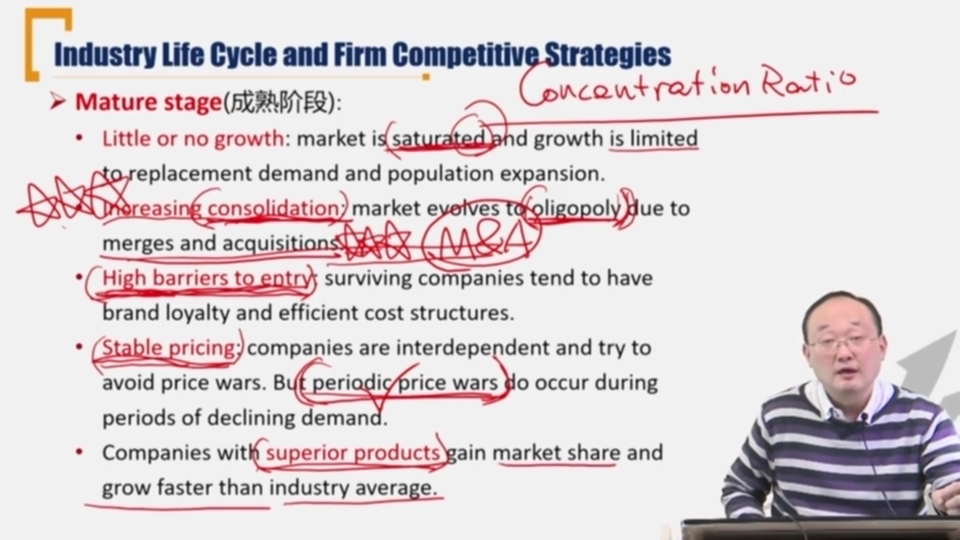 Industry Life Cycle and Firm Competitive Strategies
Concentration Ratio
Mature stage(成熟阶段):
Little or no growth: market is saturated and growth is limited
to replacement demand and population expansion.
Increasing consolidation: market evolves to oligopoly due to
merges and acquisitions. M&A
High barriers to entry: surviving companies tend to have
brand loyalty and efficient cost structures.
Stable pricing: companies are interdependent and try to
avoid price wars. But periodic price wars do occur during
periods of declining demand.
Companies with superior products gain market share and
grow faster than industry average.